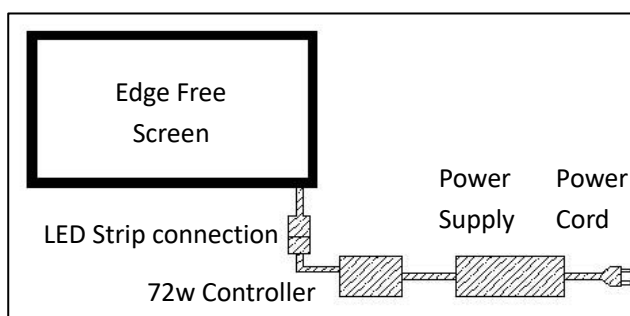 Edge Free
Screen
Power Power
Supply Cord
LED Strip connection
72w Controller